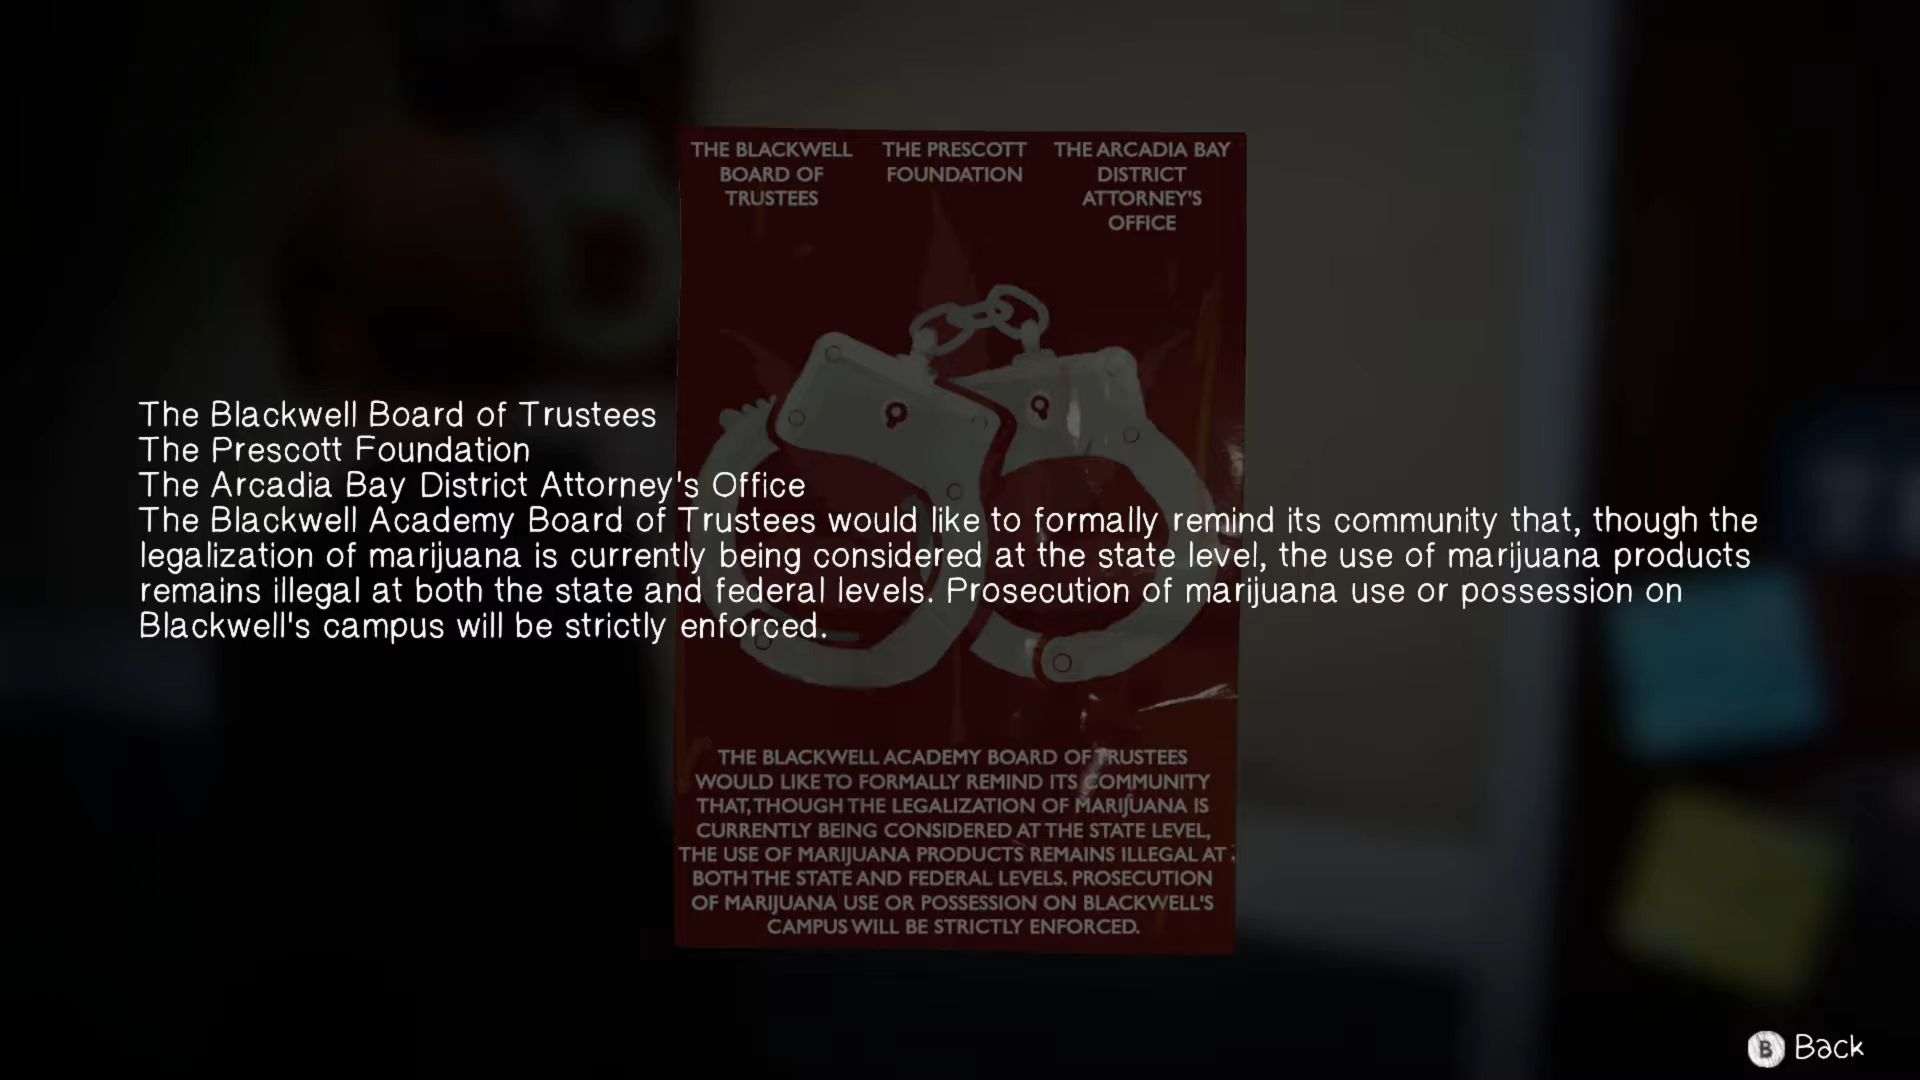 THE BLACKWELL
BOARD OF
TRUSTEES
THE PRESCOTT
FOUNDATION
THE ARCADIA BAY
DISTRICT
ATTORNEY'S
OFFICE
The Blackwell Board of Trustees
The Prescott Foundation
The Arcadia Bay District Attorney's Office
The Blackwell Academy Board of Trustees would like to formally remind its community that, though the
legalization of marijuana is currently being considered at the state level, the use of marijuana products
remains illegal at both the state and federal levels. Prosecution of marijuana use or possession on
Blackwell's campus will be strictly enforced.
THE BLACKWELL ACADEMY BOARD OF TRUSTEES
WOULD LIKE TO FORMALLY REMIND ITS COMMUNITY
THAT, THOUGH THE LEGALIZATION OF MARIJUANA IS
CURRENTLY BEING CONSIDERED AT THE STATE LEVEL,
THE USE OF MARIJUANA PRODUCTS REMAINS ILLEGAL AT
BOTH THE STATE AND FEDERAL LEVELS. PROSECUTION
OF MARIJUANA USE OR POSSESSION ON BLACKWELL'S
CAMPUS WILL BE STRICTLY ENFORCED.
B Back